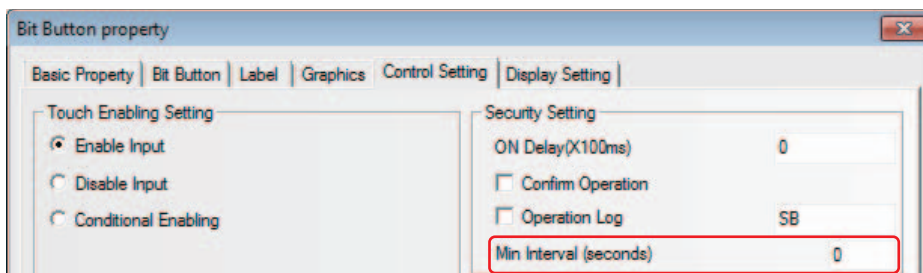 Bit Button property
Basic Property Bit Button Label Graphics Control Setting Display Setting
Touch Enabling Setting
Enable Input
Disable Input
Conditional Enabling
Security Setting
ON Delay(X100ms) 0
Confirm Operation
Operation Log SB
Min Interval (seconds) 0